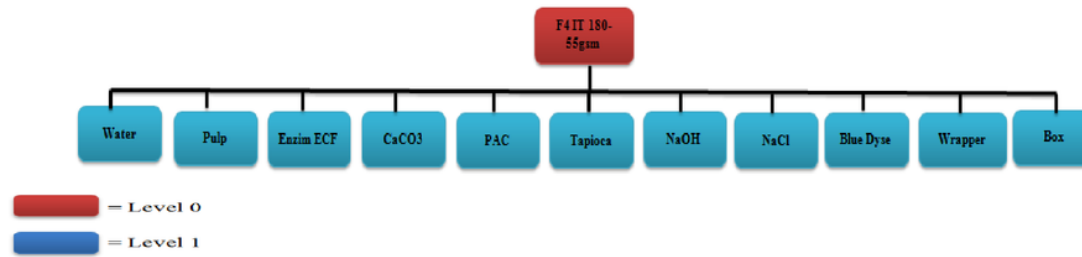 F4 IT 180-
55gsm
Water
Pulp
Enzim ECF
CaCO3
PAC
Tapioca
NaOH
NaCl
Blue Dyse
Wrapper
Box
= Level 0
= Level 1